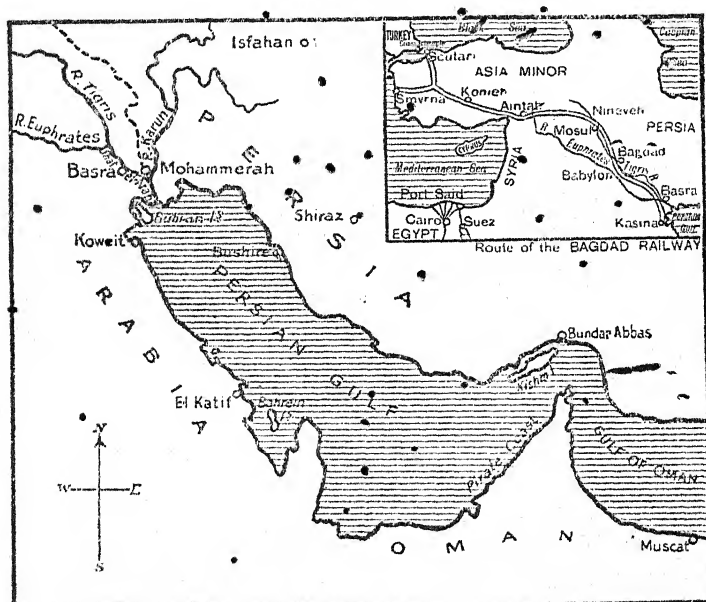 Isfahan
R. Tigris
R. Karun
R. Euphrates
Basra
Mohammerah
Bubian Is.
Koweit
PERSIA
Shiraz
Bushire
PERSIAN GULF
ARABIA
Bundar Abbas
Kishm
El Katif
Bahrein Is.
Pirate Coast
GULF OF OMAN
OMAN
Muscat
N
W
E
S
TURKEY
Black Sea
Caspian Sea
Scutari
ASIA MINOR
Smyrna
Konieh
Aintab
Nineveh
R.
Mosul
PERSIA
Euphrates
Tigris R.
Bagdad
Babylon
Cyprus
Mediterranean Sea
SYRIA
Basra
Port Said
Cairo
Suez
EGYPT
Kasima
PERSIAN
GULF
Route of the BAGDAD RAILWAY